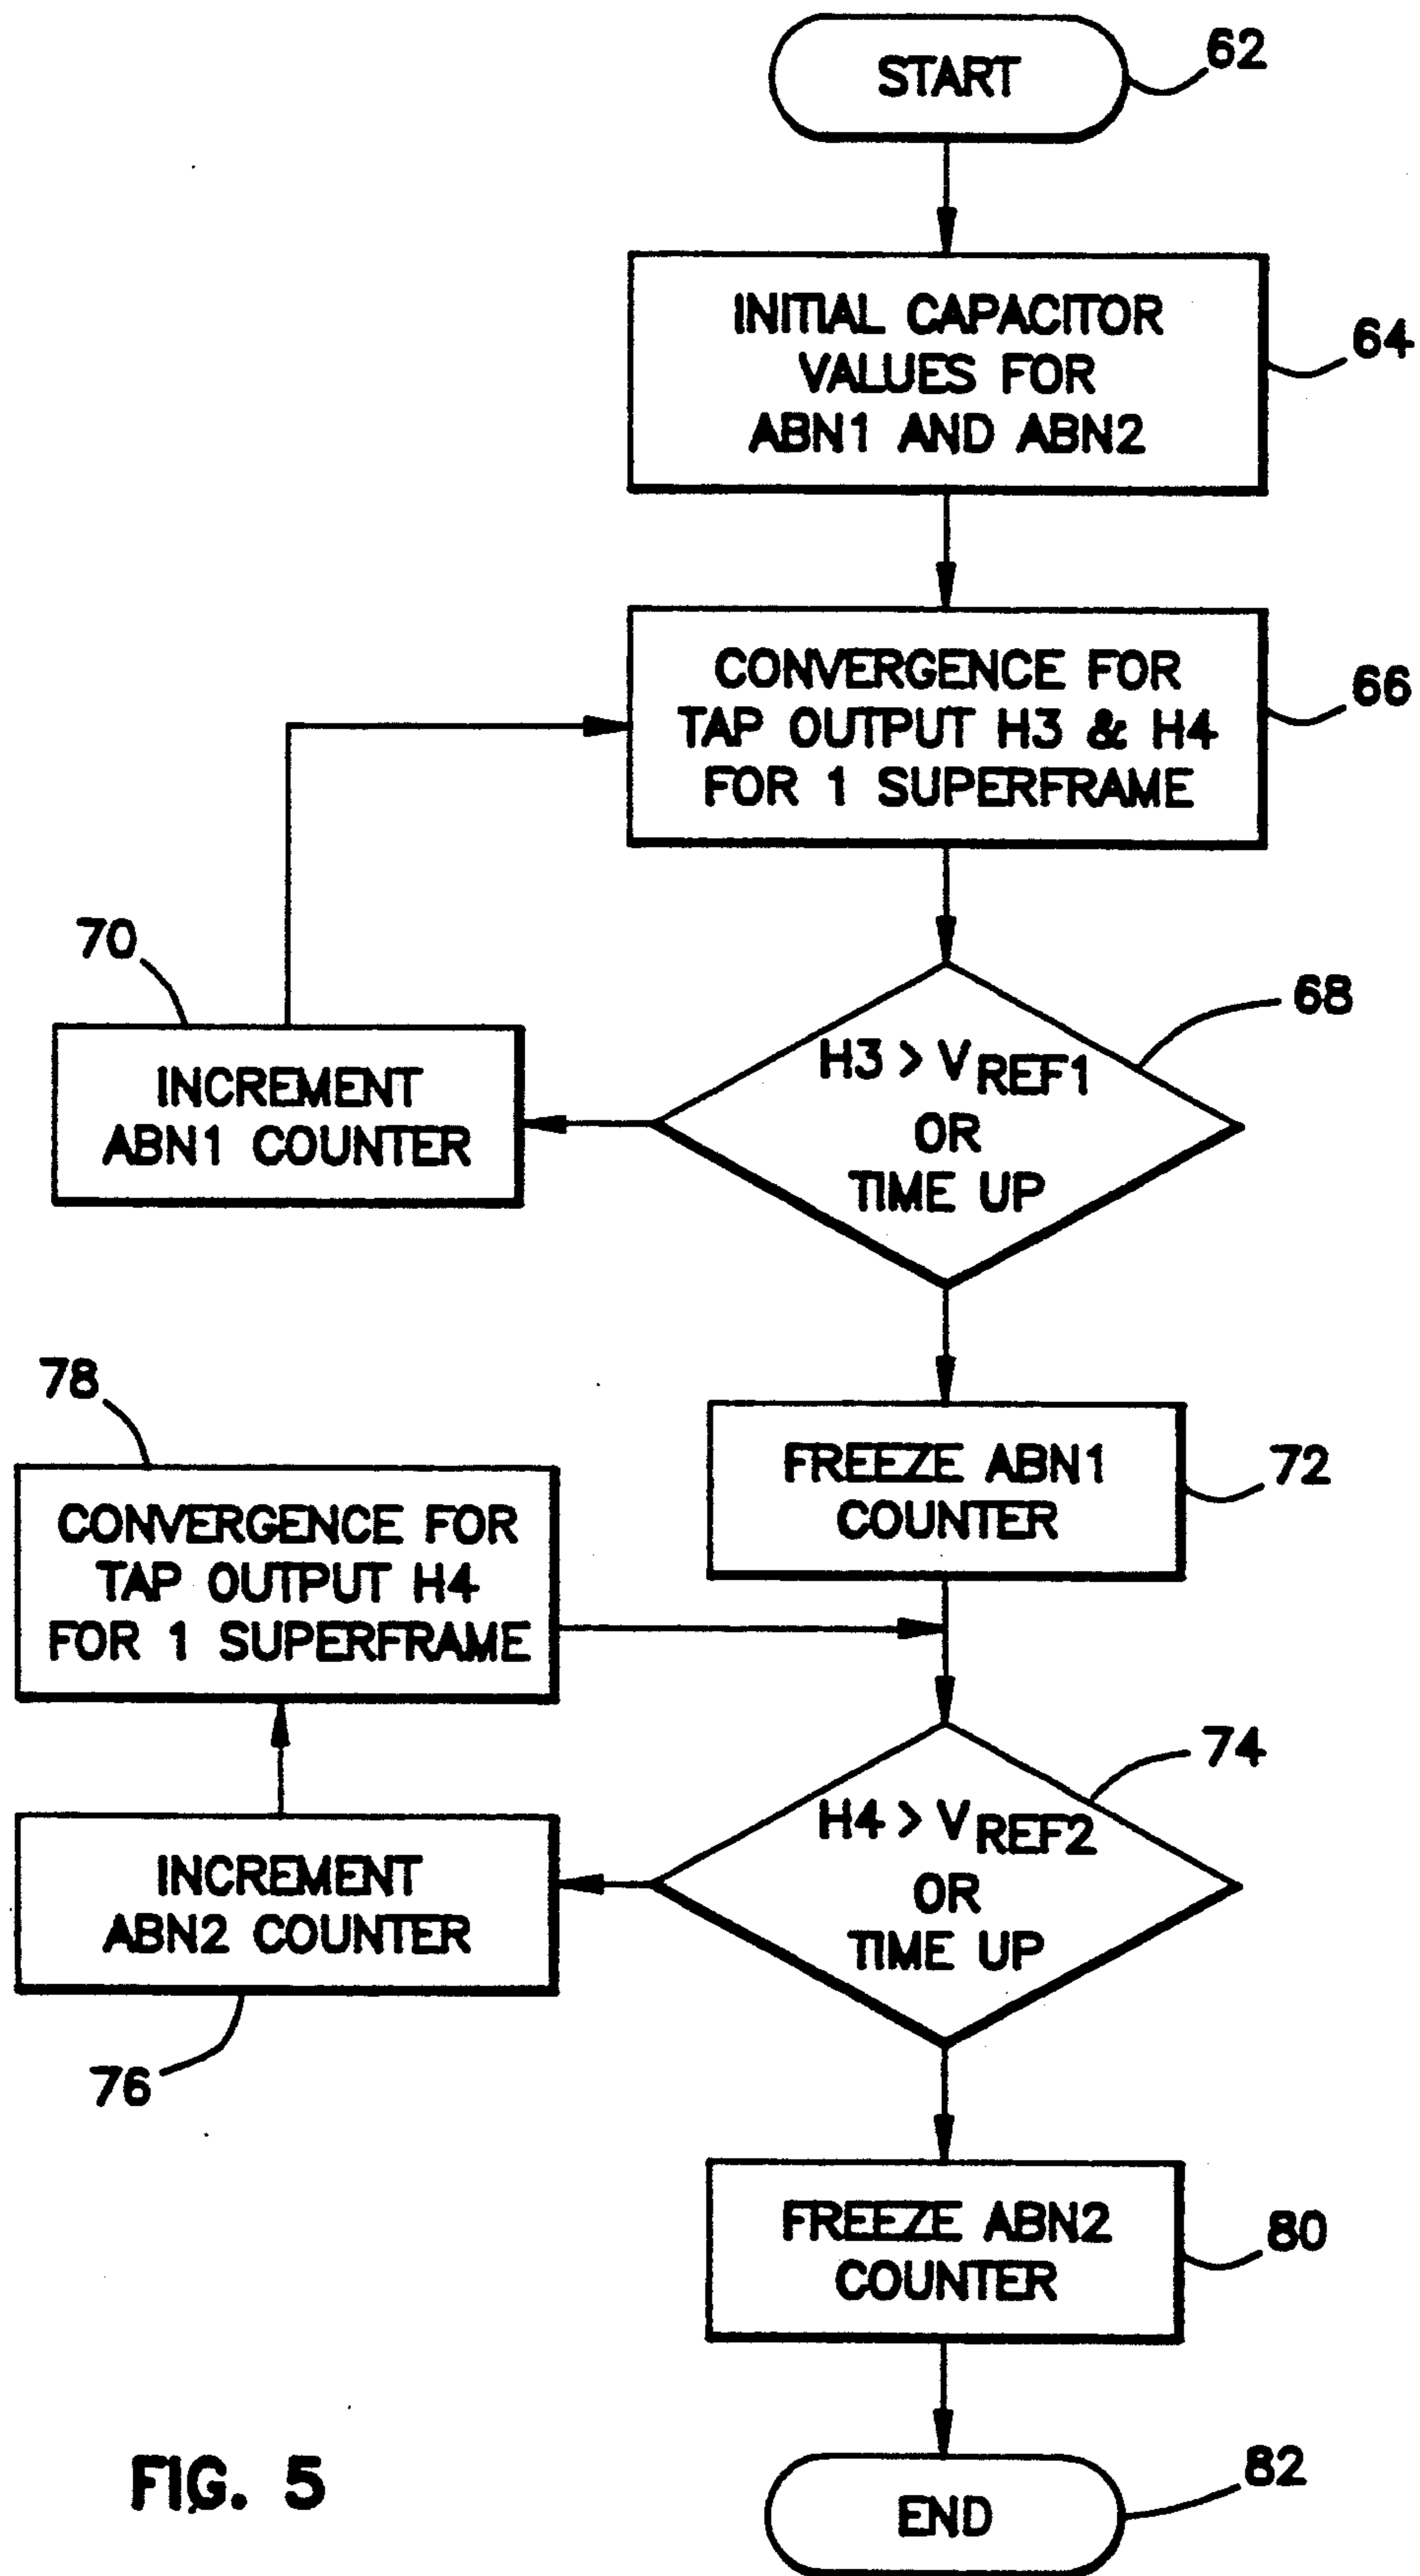 START
62
INITIAL CAPACITOR
VALUES FOR
ABN1 AND ABN2
64
CONVERGENCE FOR
TAP OUTPUT H3 & H4
FOR 1 SUPERFRAME
66
70
INCREMENT
ABN1 COUNTER
H3 > VREF1
OR
TIME UP
68
FREEZE ABN1
COUNTER
72
78
CONVERGENCE FOR
TAP OUTPUT H4
FOR 1 SUPERFRAME
H4 > VREF2
OR
TIME UP
74
INCREMENT
ABN2 COUNTER
76
FREEZE ABN2
COUNTER
80
END
82
FIG. 5